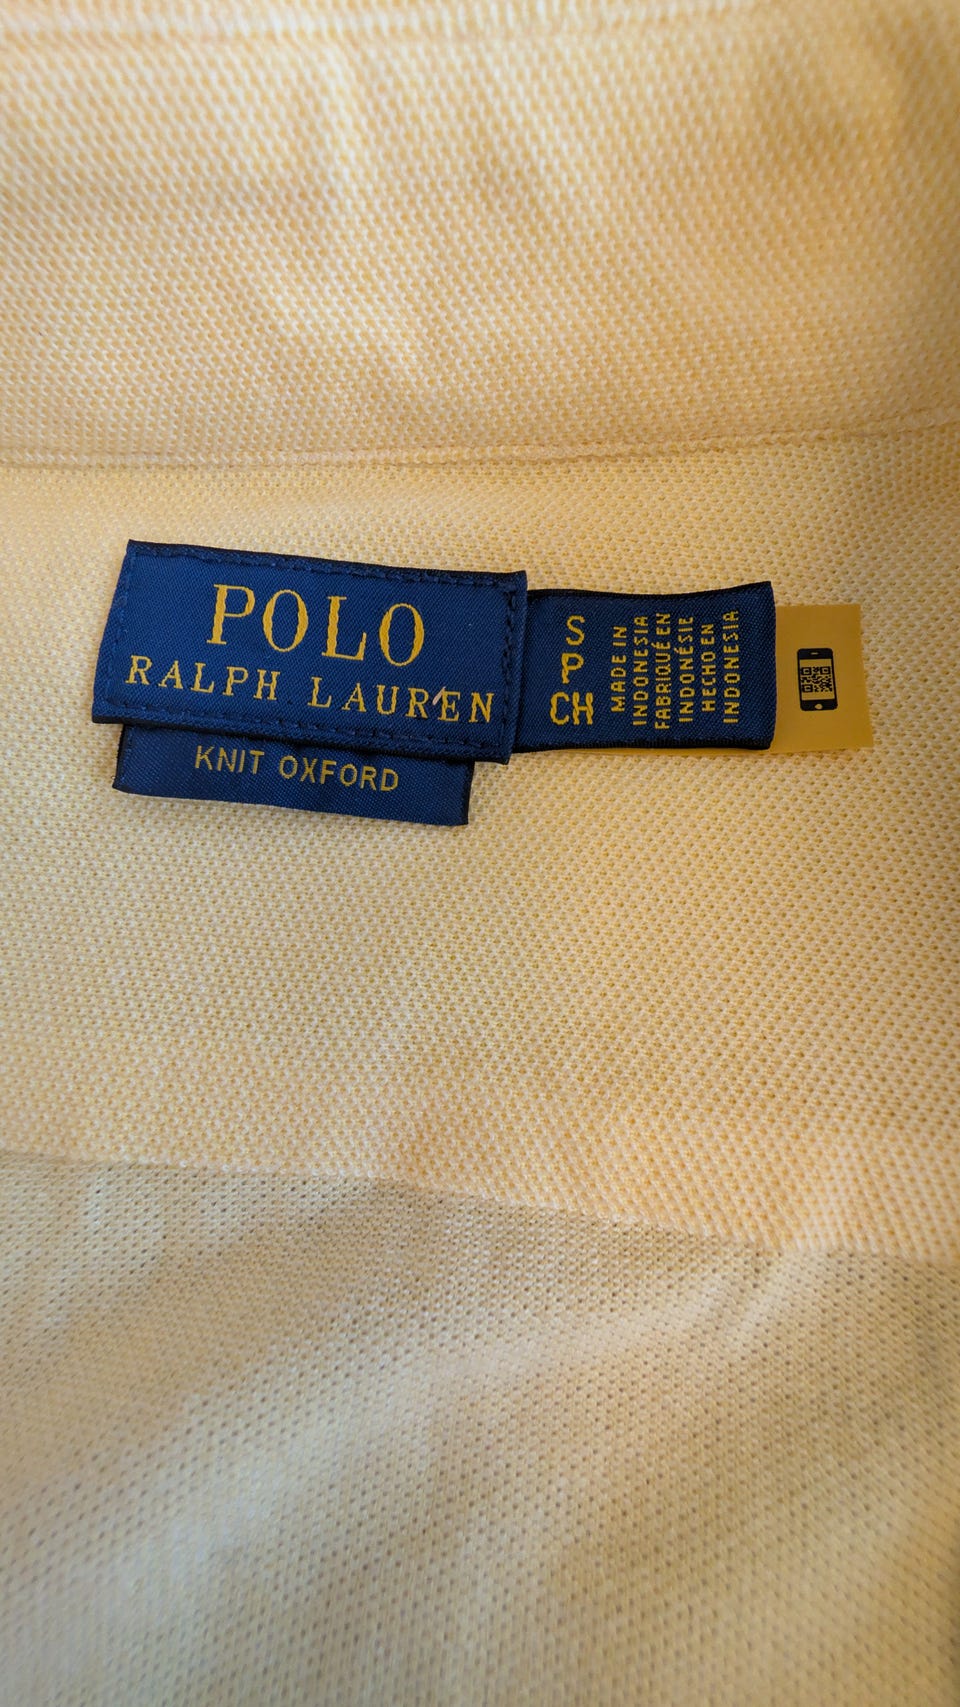 POLO
RALPH LAUREN
KNIT OXFORD
S
P
CH
MADE IN
INDONESIA
FABRIQUÉ EN
INDONÉSIE
HECHO EN
INDONESIA